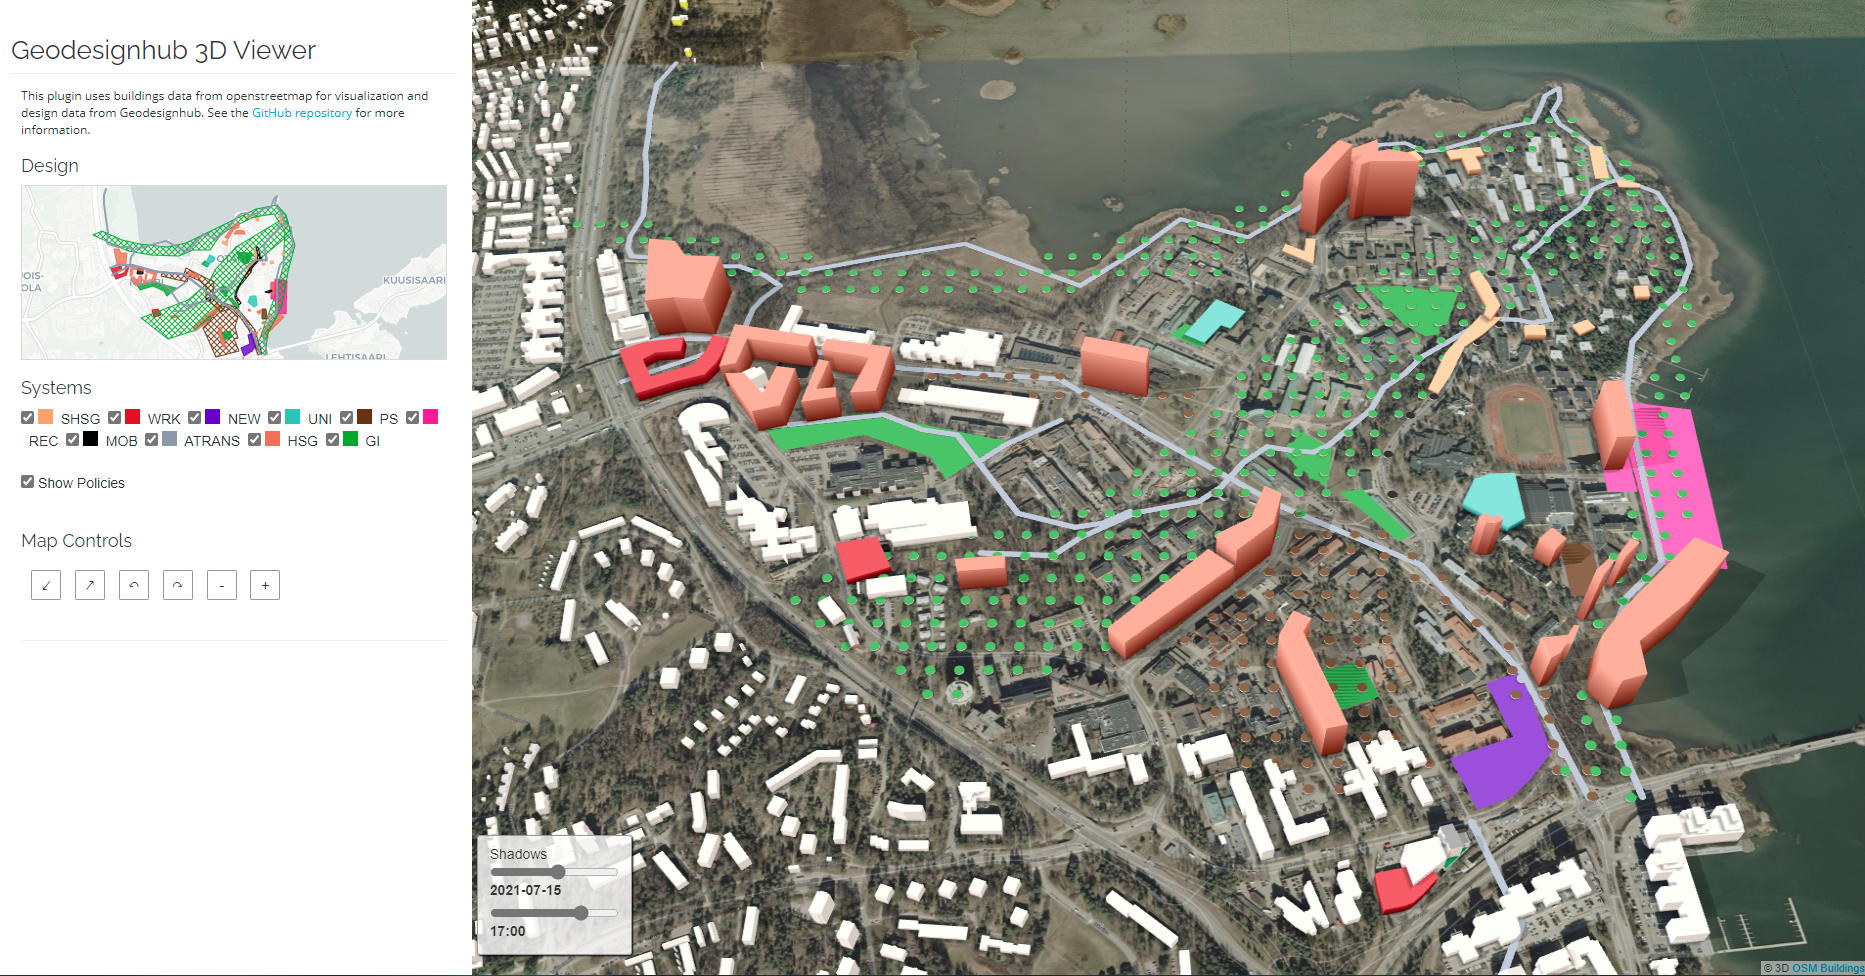 Geodesignhub 3D Viewer
This plugin uses buildings data from openstreetmap for visualization and
design data from Geodesignhub. See the GitHub repository for more
information.
Design
KUUSISAARI
OIS-
OLA
LEHTISAARI
Systems
SHSG WRK NEW UNI PS
REC MOB ATRANS HSG GI
Show Policies
Map Controls
- +
Shadows
2021-07-15
17:00
© 3D OSM Buildings